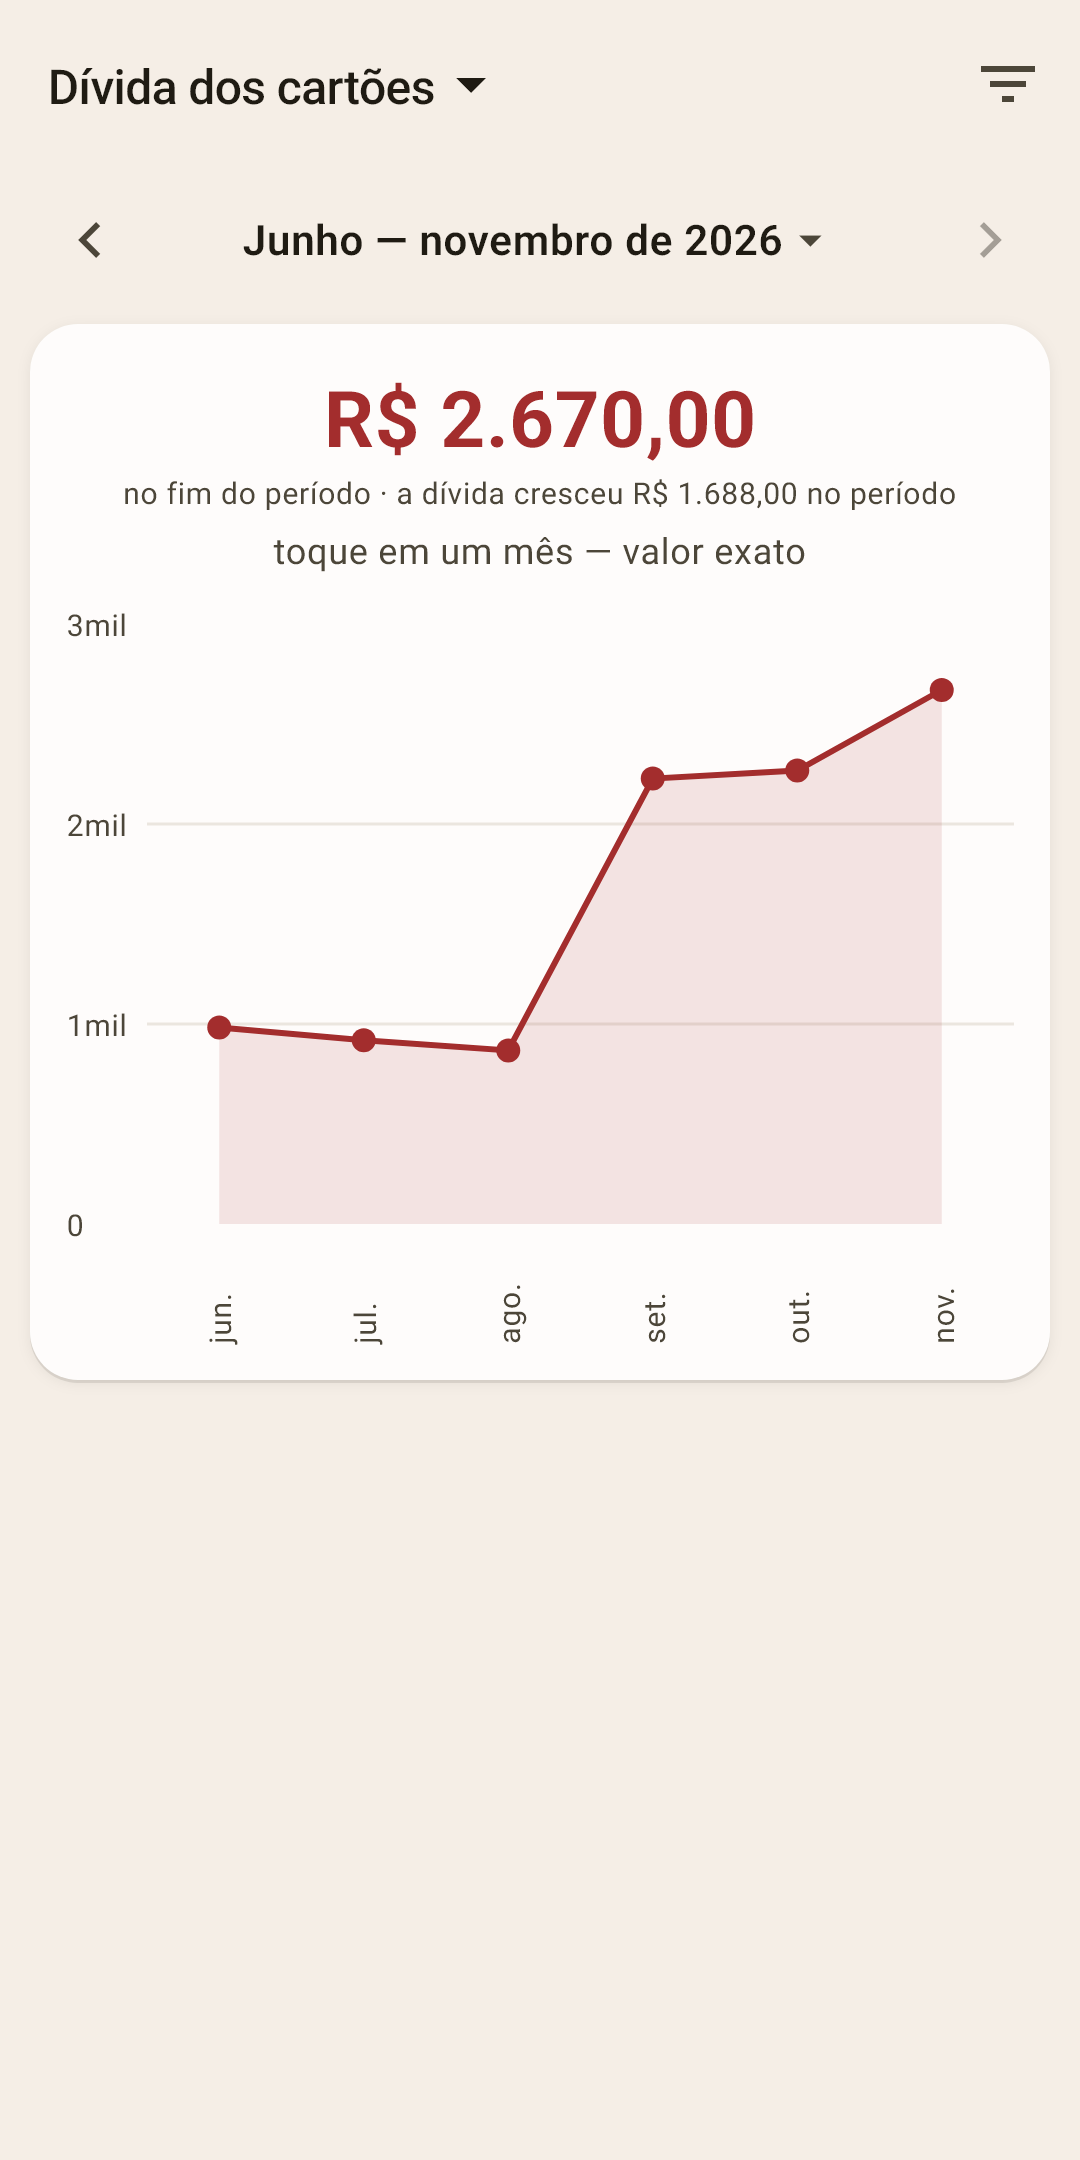 Dívida dos cartões
Junho — novembro de 2026
R$ 2.670,00
no fim do período · a dívida cresceu R$ 1.688,00 no período
toque em um mês — valor exato
3mil
2mil
1mil
0
jun.
jul.
ago.
set.
out.
nov.